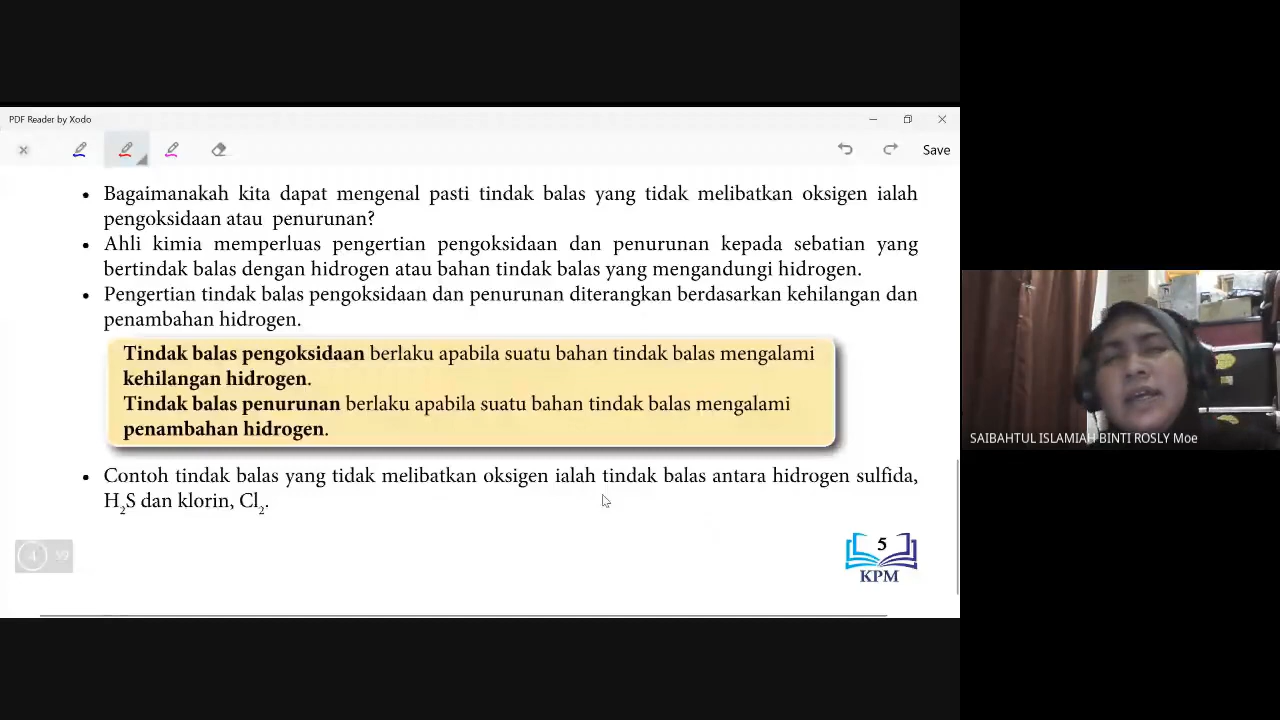 PDF Reader by Xodo
Save
• Bagaimanakah kita dapat mengenal pasti tindak balas yang tidak melibatkan oksigen ialah
pengoksidaan atau penurunan?
• Ahli kimia memperluas pengertian pengoksidaan dan penurunan kepada sebatian yang
bertindak balas dengan hidrogen atau bahan tindak balas yang mengandungi hidrogen.
• Pengertian tindak balas pengoksidaan dan penurunan diterangkan berdasarkan kehilangan dan
penambahan hidrogen.
Tindak balas pengoksidaan berlaku apabila suatu bahan tindak balas mengalami
kehilangan hidrogen.
Tindak balas penurunan berlaku apabila suatu bahan tindak balas mengalami
penambahan hidrogen.
• Contoh tindak balas yang tidak melibatkan oksigen ialah tindak balas antara hidrogen sulfida,
H₂S dan klorin, Cl₂.
5
KPM
4
SAIBAHTUL ISLAMIAH BINTI ROSLY Moe